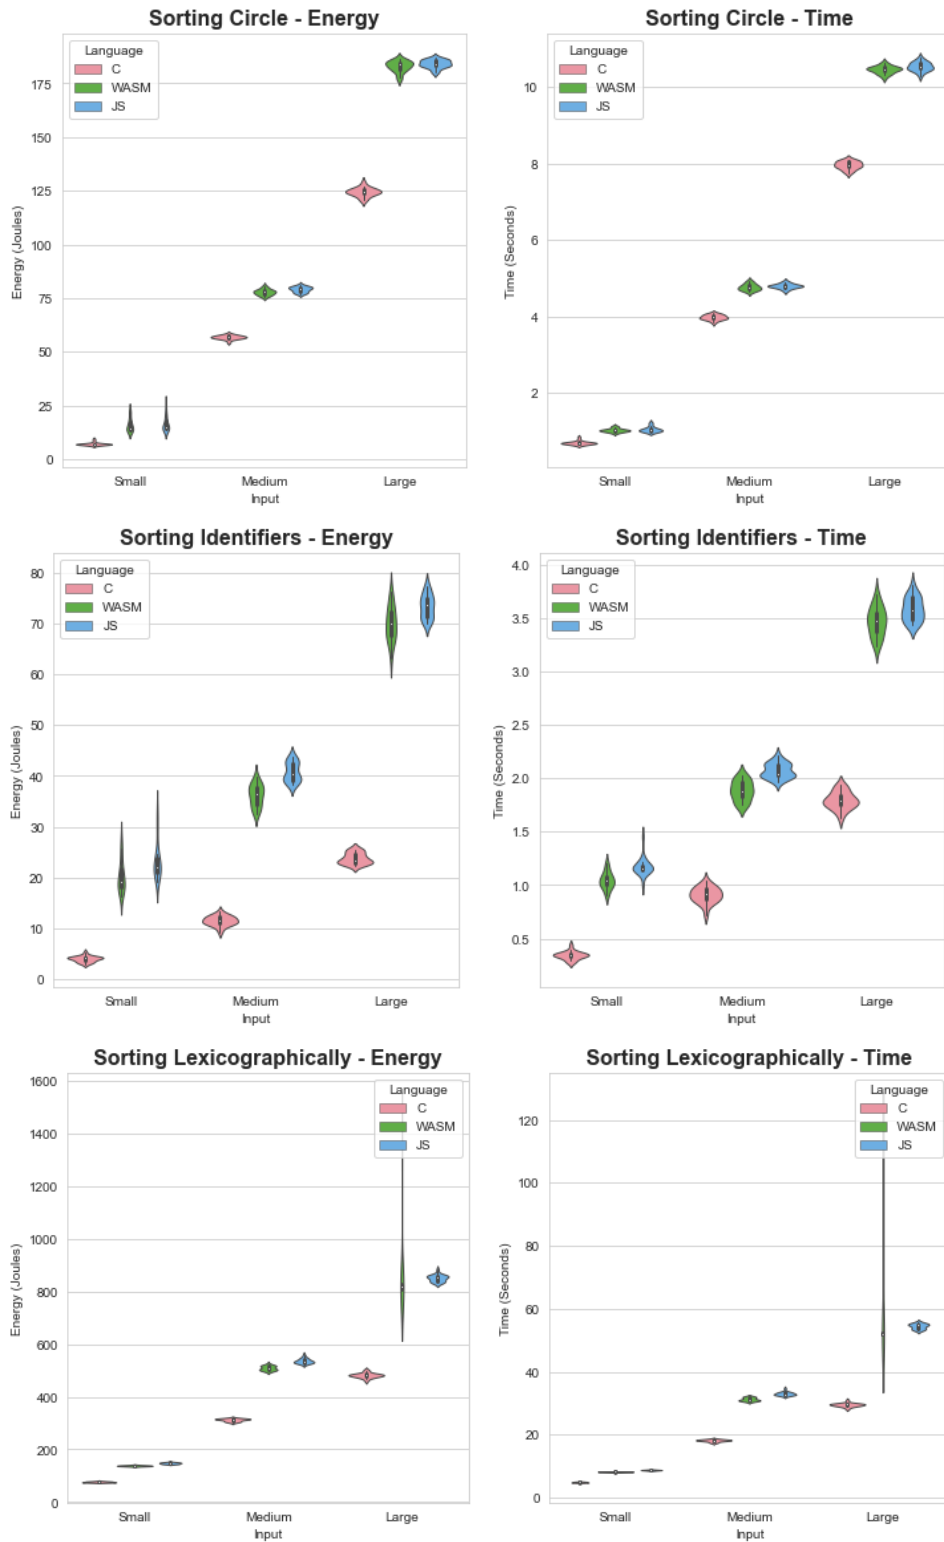 Sorting Circle - Energy
Language
C
WASM
JS
175
150
125
100
75
50
25
0
Energy (Joules)
Small
Medium
Large
Input
Sorting Circle - Time
Language
C
WASM
JS
10
8
6
4
2
Time (Seconds)
Small
Medium
Large
Input
Sorting Identifiers - Energy
Language
C
WASM
JS
80
70
60
50
40
30
20
10
0
Energy (Joules)
Small
Medium
Large
Input
Sorting Identifiers - Time
Language
C
WASM
JS
4.0
3.5
3.0
2.5
2.0
1.5
1.0
0.5
Time (Seconds)
Small
Medium
Large
Input
Sorting Lexicographically - Energy
Language
C
WASM
JS
1600
1400
1200
1000
800
600
400
200
0
Energy (Joules)
Small
Medium
Large
Input
Sorting Lexicographically - Time
Language
C
WASM
JS
120
100
80
60
40
20
0
Time (Seconds)
Small
Medium
Large
Input